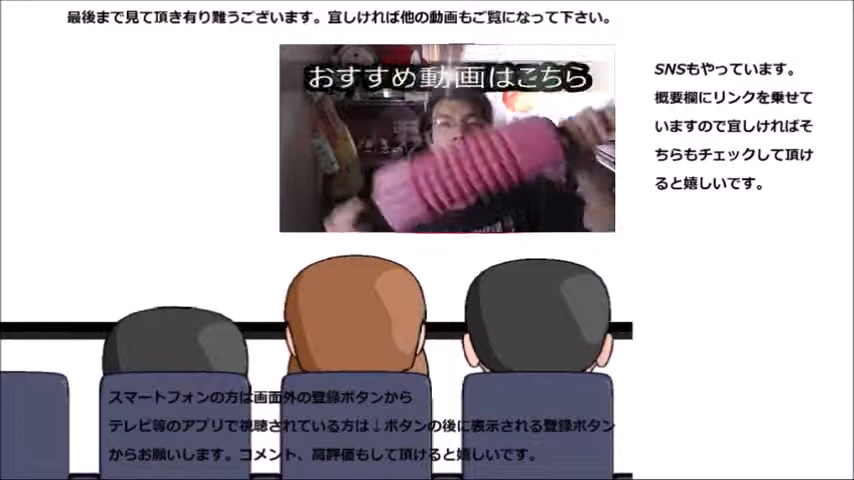 最後まで見て頂き有り難うございます。宜しければ他の動画もご覧になって下さい。
おすすめ動画はこちら
SNSもやっています。
概要欄にリンクを乗せて
いますので宜しければそ
ちらもチェックして頂け
ると嬉しいです。
スマートフォンの方は画面外の登録ボタンから
テレビ等のアプリで視聴されている方は↓ボタンの後に表示される登録ボタン
からお願いします。コメント、高評価もして頂けると嬉しいです。